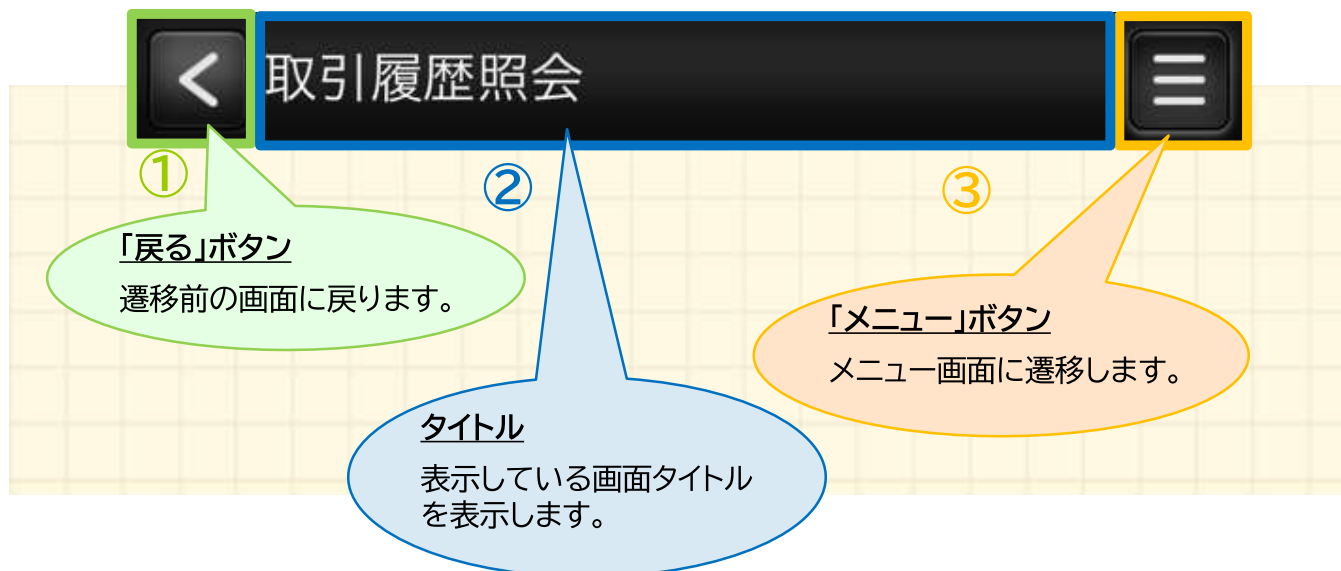 取引履歴照会
①
「戻る」ボタン
遷移前の画面に戻ります。
②
タイトル
表示している画面タイトル
を表示します。
③
「メニュー」ボタン
メニュー画面に遷移します。